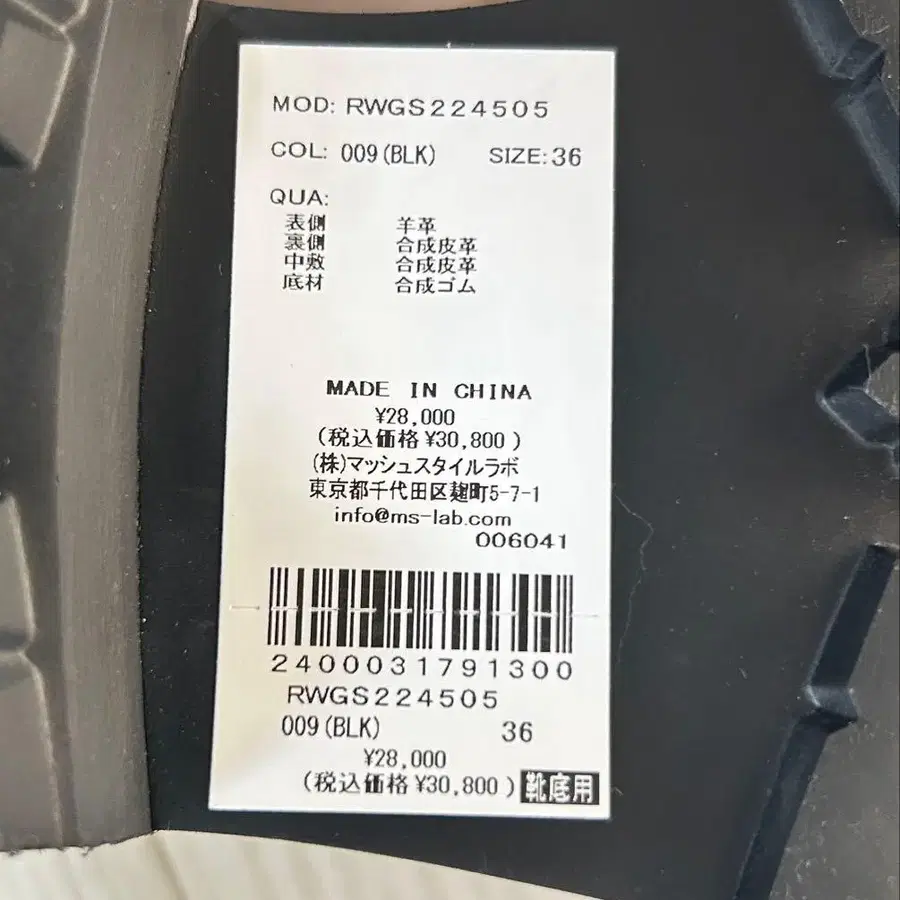 MOD: RWGS224505
COL: 009(BLK) SIZE:36
QUA:
表側 羊革
裏側 合成皮革
中敷 合成皮革
底材 合成ゴム
MADE IN CHINA
¥28,000
(税込価格¥30,800)
(株)マッシュスタイルラボ
東京都千代田区麹町5-7-1
info@ms-lab.com
006041
2400031791300
RWGS224505
009(BLK) 36
¥28,000
(税込価格¥30,800) 靴底用